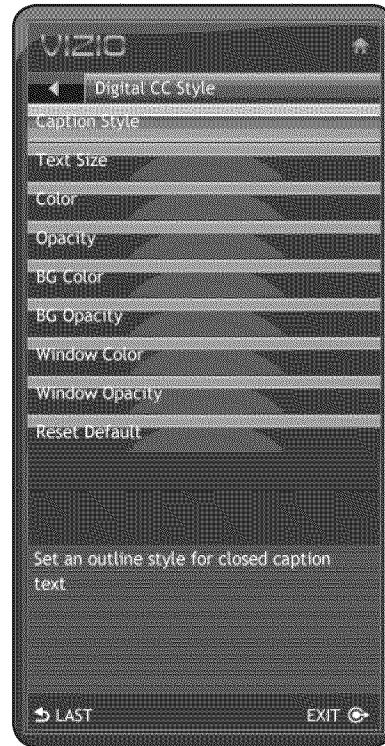 VIZIO
Digital CC Style
Caption Style
Text Size
Color
Opacity
BG Color
BG Opacity
Window Color
Window Opacity
Reset Default
Set an outline style for closed caption
text
LAST EXIT